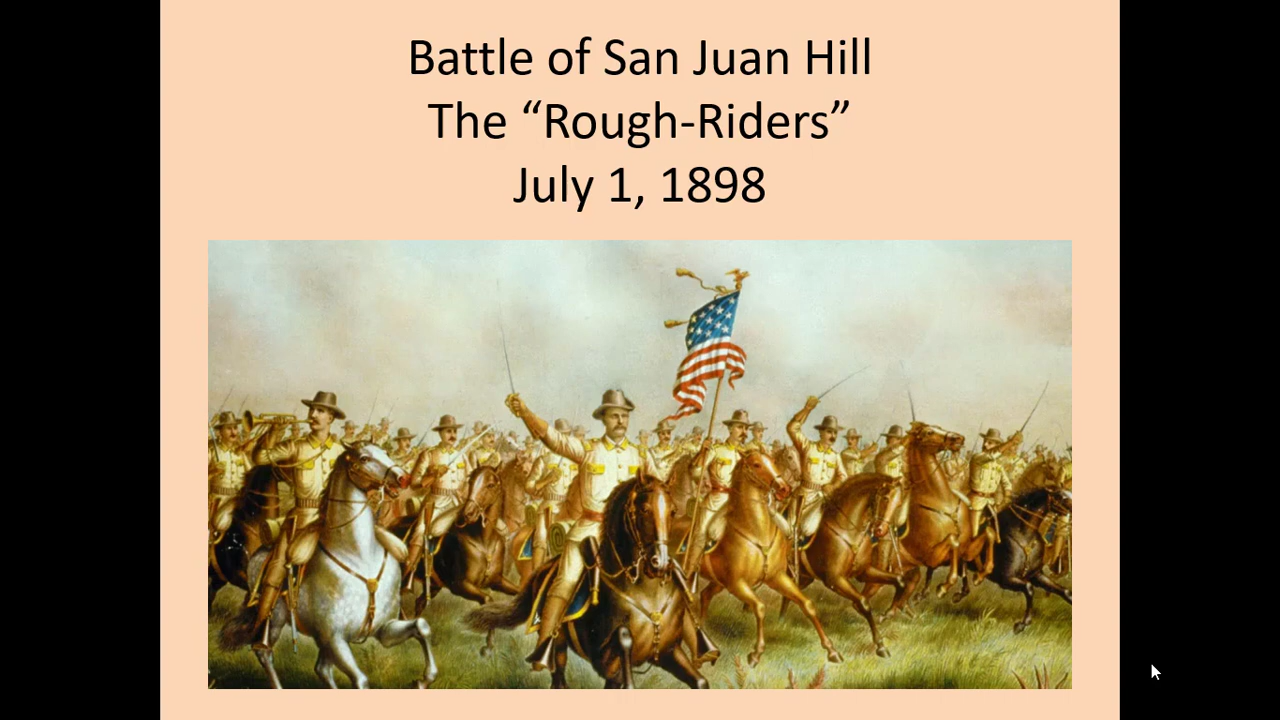 Battle of San Juan Hill
The “Rough-Riders”
July 1, 1898